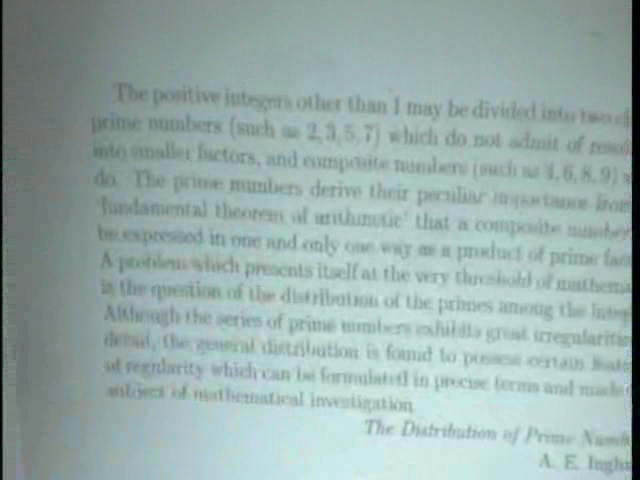 The positive integers other than 1 may be divided into two
prime numbers (such as 2, 3, 5, 7) which do not admit of
into smaller factors, and composite numbers (such as 4, 6, 8, 9)
do. The prime numbers derive their peculiar importance from
'fundamental theorem of arithmetic' that a composite number
be expressed in one and only one way as a product of prime
A problem which presents itself at the very threshold of
is the question of the distribution of the primes among the
Although the series of prime numbers exhibits great
detail, the general distribution is found to possess certain
of regularity which can be formulated in precise terms and made
subject of mathematical investigation
The Distribution of Prime
A. E.